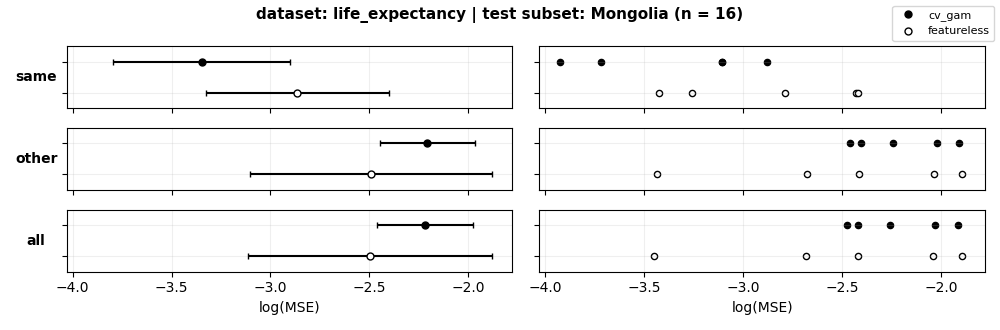 dataset: life_expectancy | test subset: Mongolia (n = 16)
cv_gam
featureless
same
other
all
−4.0 −3.5 −3.0 −2.5 −2.0 −4.0 −3.5 −3.0 −2.5 −2.0
log(MSE) log(MSE)